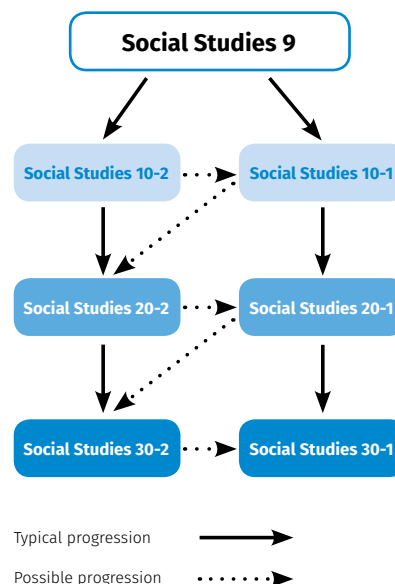 Social Studies 9
Social Studies 10-2
Social Studies 10-1
Social Studies 20-2
Social Studies 20-1
Social Studies 30-2
Social Studies 30-1
Typical progression
Possible progression